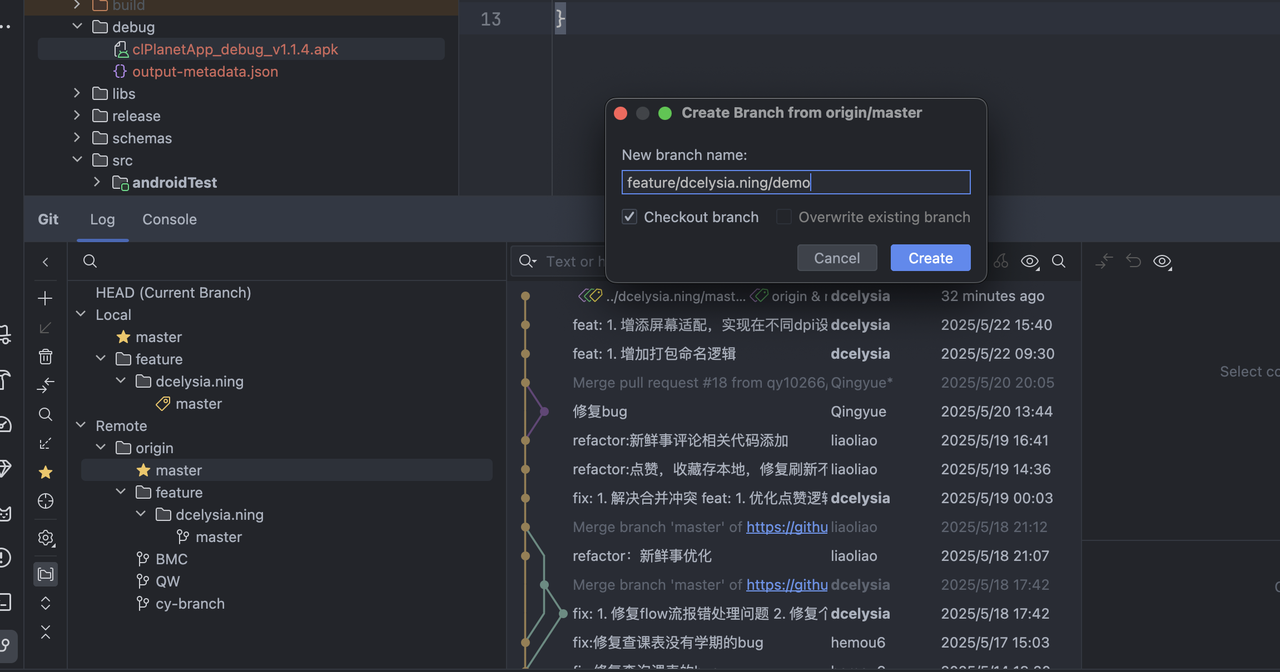 build
debug
13
}
clPlanetApp_debug_v1.1.4.apk
{} output-metadata.json
libs
release
schemas
src
androidTest
Create Branch from origin/master
New branch name:
feature/dcelysia.ning/demo
Checkout branch
Overwrite existing branch
Cancel
Create
Git
Log
Console
Text or h
HEAD (Current Branch)
Local
master
feature
dcelysia.ning
master
Remote
origin
master
feature
dcelysia.ning
master
BMC
QW
cy-branch
../dcelysia.ning/mast... origin & dcelysia 32 minutes ago
feat: 1. 增添屏幕适配，实现在不同dpi设 dcelysia 2025/5/22 15:40
feat: 1. 增加打包命名逻辑 dcelysia 2025/5/22 09:30
Merge pull request #18 from qy10266, Qingyue* 2025/5/20 20:05
修复bug Qingyue 2025/5/20 13:44
refactor:新鲜事评论相关代码添加 liaoliao 2025/5/19 16:41
refactor:点赞，收藏存本地，修复刷新不 liaoliao 2025/5/19 14:36
fix: 1. 解决合并冲突 feat: 1. 优化点赞逻辑 dcelysia 2025/5/19 00:03
Merge branch 'master' of https://githu liaoliao 2025/5/18 21:12
refactor：新鲜事优化 liaoliao 2025/5/18 21:07
Merge branch 'master' of https://githu dcelysia 2025/5/18 17:42
fix: 1. 修复flow流报错处理问题 2. 修复个 dcelysia 2025/5/18 17:42
fix:修复查课表没有学期的bug hemou6 2025/5/17 15:03
Select co